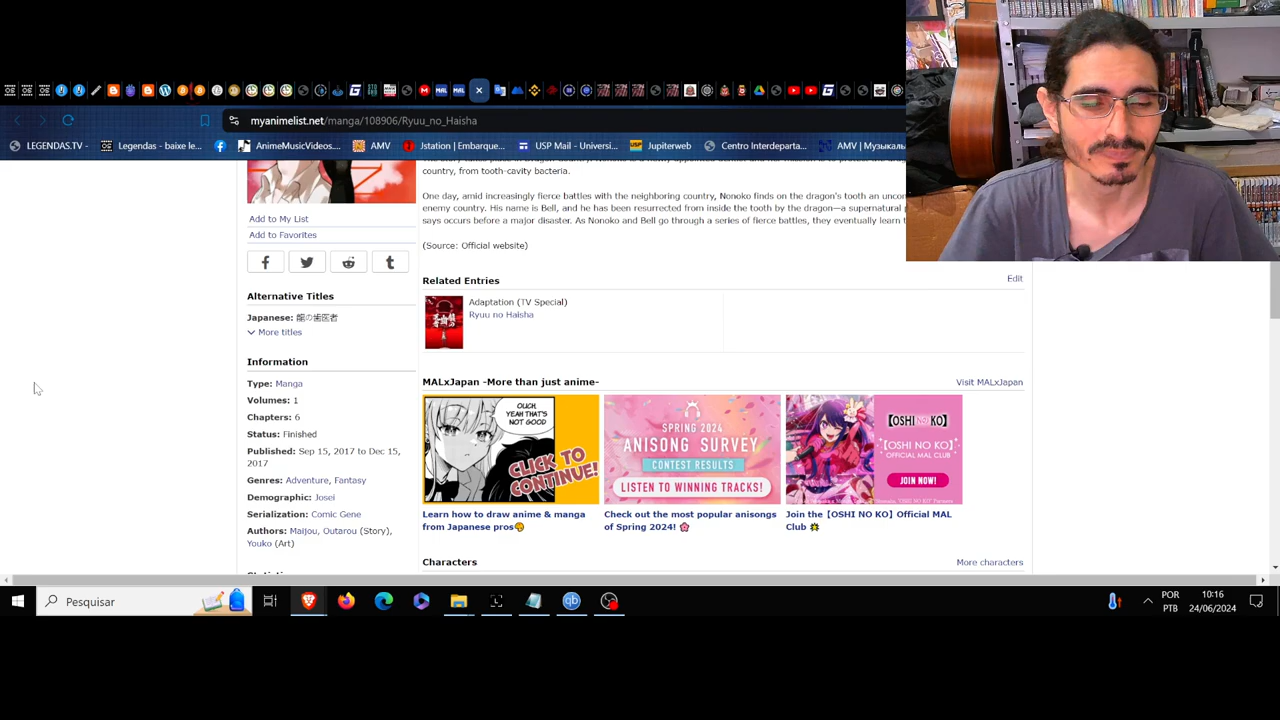 myanimelist.net/manga/108906/Ryuu_no_Haisha
LEGENDAS.TV - Legendas - baixe le... AnimeMusicVideos... AMV Jstation | Embarque... USP Mail - Universi... Jupiterweb Centro Interdeparta... AMV | Музыкаль
country, from tooth-cavity bacteria.
One day, amid increasingly fierce battles with the neighboring country, Nonoko finds on the dragon's tooth an
enemy country. His name is Bell, and he has been resurrected from inside the tooth by the dragon—a supernatural
says occurs before a major disaster. As Nonoko and Bell go through a series of fierce battles, they eventually learn
(Source: Official website)
Add to My List
Add to Favorites
Alternative Titles
Japanese: 龍の歯医者
More titles
Information
Type: Manga
Volumes: 1
Chapters: 6
Status: Finished
Published: Sep 15, 2017 to Dec 15,
2017
Genres: Adventure, Fantasy
Demographic: Josei
Serialization: Comic Gene
Authors: Maijou, Outarou (Story),
Youko (Art)
Related Entries
Edit
Adaptation (TV Special)
Ryuu no Haisha
MALxJapan -More than just anime-
Visit MALxJapan
OUCH,
YEAH THAT'S
NOT GOOD
CLICK TO
CONTINUE!
SPRING 2024
ANISONG SURVEY
CONTEST RESULTS
LISTEN TO WINNING TRACKS!
【OSHI NO KO】
【OSHI NO KO】
OFFICIAL MAL
CLUB
JOIN NOW!
Learn how to draw anime & manga
from Japanese pros
Check out the most popular anisongs
of Spring 2024!
Join the【OSHI NO KO】Official MAL
Club
Characters
More characters
Pesquisar
POR
PTB
10:16
24/06/2024